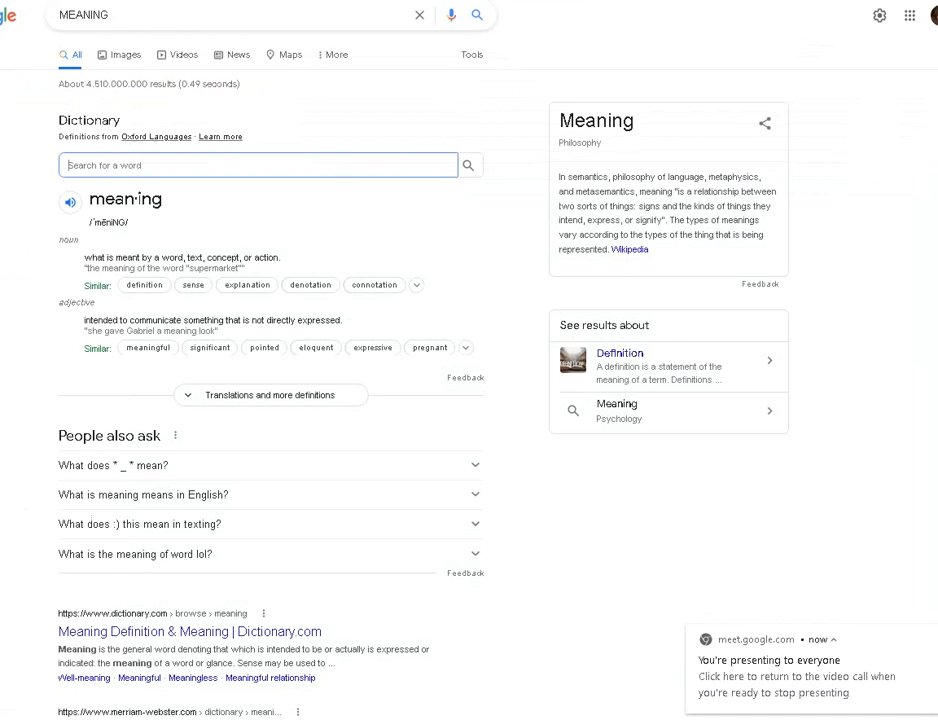 gle
MEANING
All Images Videos News Maps More Tools
About 4.510.000.000 results (0.49 seconds)
Dictionary
Definitions from Oxford Languages · Learn more
Search for a word
mean·ing
/ˈmēniNG/
noun
what is meant by a word, text, concept, or action.
"the meaning of the word "supermarket""
Similar: definition sense explanation denotation connotation
adjective
intended to communicate something that is not directly expressed.
"she gave Gabriel a meaning look"
Similar: meaningful significant pointed eloquent expressive pregnant
Feedback
Translations and more definitions
People also ask
What does * _ * mean?
What is meaning means in English?
What does :) this mean in texting?
What is the meaning of word lol?
Feedback
https://www.dictionary.com › browse › meaning
Meaning Definition & Meaning | Dictionary.com
Meaning is the general word denoting that which is intended to be or actually is expressed or
indicated: the meaning of a word or glance. Sense may be used to ...
Well-meaning · Meaningful · Meaningless · Meaningful relationship
https://www.merriam-webster.com › dictionary › meani...
Meaning
Philosophy
In semantics, philosophy of language, metaphysics,
and metasemantics, meaning "is a relationship between
two sorts of things: signs and the kinds of things they
intend, express, or signify". The types of meanings
vary according to the types of the thing that is being
represented. Wikipedia
Feedback
See results about
Definition
A definition is a statement of the
meaning of a term. Definitions ...
Meaning
Psychology
meet.google.com • now
You're presenting to everyone
Click here to return to the video call when
you're ready to stop presenting